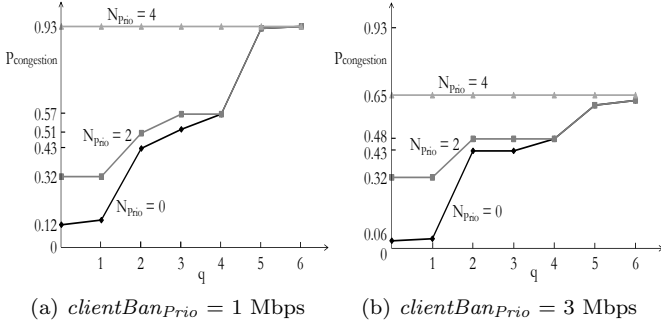 0.93
N_Prio = 4
P_congestion
0.57
0.51
0.43
N_Prio = 2
0.32
N_Prio = 0
0.12
0
1 2 3 4 5 6
q
(a) clientBan_Prio = 1 Mbps
0.93
P_congestion
N_Prio = 4
0.65
0.48
0.43
N_Prio = 2
0.32
N_Prio = 0
0.06
0
1 2 3 4 5 6
q
(b) clientBan_Prio = 3 Mbps